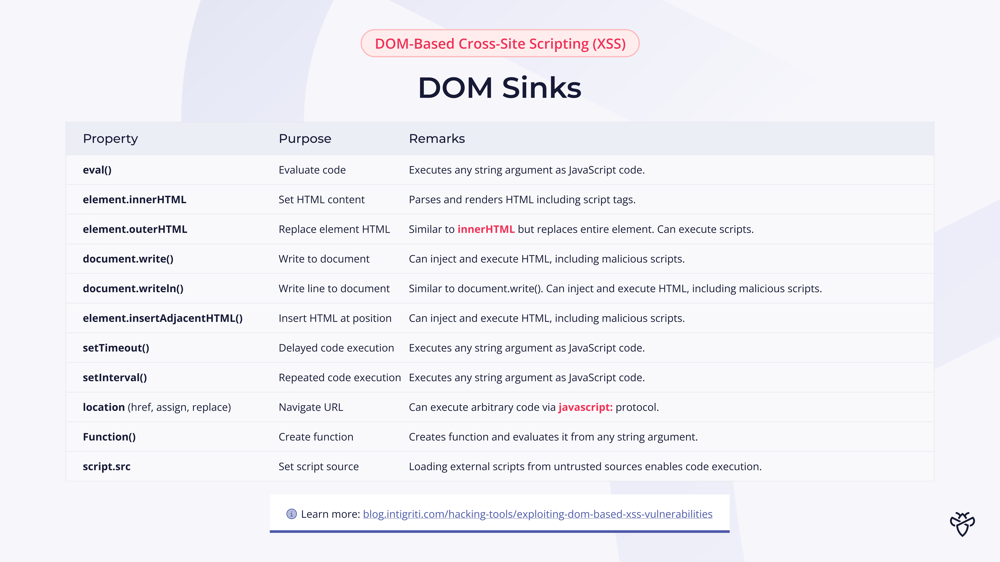 DOM-Based Cross-Site Scripting (XSS)
DOM Sinks
Property Purpose Remarks
eval() Evaluate code Executes any string argument as JavaScript code.
element.innerHTML Set HTML content Parses and renders HTML including script tags.
element.outerHTML Replace element HTML Similar to innerHTML but replaces entire element. Can execute scripts.
document.write() Write to document Can inject and execute HTML, including malicious scripts.
document.writeln() Write line to document Similar to document.write(). Can inject and execute HTML, including malicious scripts.
element.insertAdjacentHTML() Insert HTML at position Can inject and execute HTML, including malicious scripts.
setTimeout() Delayed code execution Executes any string argument as JavaScript code.
setInterval() Repeated code execution Executes any string argument as JavaScript code.
location (href, assign, replace) Navigate URL Can execute arbitrary code via javascript: protocol.
Function() Create function Creates function and evaluates it from any string argument.
script.src Set script source Loading external scripts from untrusted sources enables code execution.
i Learn more: blog.intigriti.com/hacking-tools/exploiting-dom-based-xss-vulnerabilities